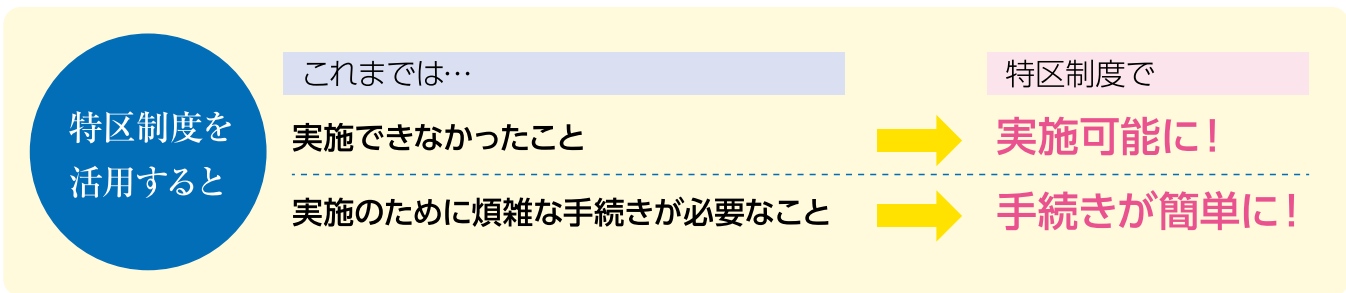 特区制度を
活用すると
これまでは…
特区制度で
実施できなかったこと
実施可能に！
実施のために煩雑な手続きが必要なこと
手続きが簡単に！